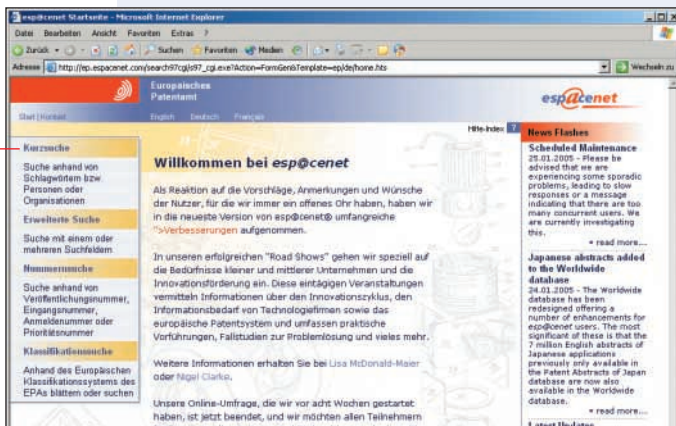 esp@cenet Startseite - Microsoft Internet Explorer
Datei Bearbeiten Ansicht Favoriten Extras ?
Zurück Suchen Favoriten Medien
Adresse http://ep.espacenet.com/search97cgi/s97_cgi.exe?Action=FormGen&Template=ep/de/home.hts Wechseln zu
Europäisches
Patentamt
esp@cenet
Start | Kontakt
English Deutsch Français
Hilfe-Index ?
Kurzsuche
Suche anhand von
Schlagwörtern bzw.
Personen oder
Organisationen
Erweiterte Suche
Suche mit einem oder
mehreren Suchfeldern
Nummernsuche
Suche anhand von
Veröffentlichungsnummer,
Eingangsnummer,
Anmeldenummer oder
Prioritätsnummer
Klassifikationssuche
Anhand des Europäischen
Klassifikationssystems des
EPAs blättern oder suchen
Willkommen bei esp@cenet
Als Reaktion auf die Vorschläge, Anmerkungen und Wünsche
der Nutzer, für die wir immer ein offenes Ohr haben, haben wir
in die neueste Version von esp@cenet® umfangreiche
">Verbesserungen aufgenommen.
In unseren erfolgreichen "Road Shows" gehen wir speziell auf
die Bedürfnisse kleiner und mittlerer Unternehmen und die
Innovationsförderung ein. Diese eintägigen Veranstaltungen
vermitteln Informationen über den Innovationszyklus, den
Informationsbedarf von Technologiefirmen sowie das
europäische Patentsystem und umfassen praktische
Vorführungen, Fallstudien zur Problemlösung und vieles mehr.
Weitere Informationen erhalten Sie bei Lisa McDonald-Maier
oder Nigel Clarke.
Unsere Online-Umfrage, die wir vor acht Wochen gestartet
haben, ist jetzt beendet, und wir möchten allen Teilnehmern
News Flashes
Scheduled Maintenance
25.01.2005 - Please be
advised that we are
experiencing some sporadic
problems, leading to slow
responses or a message
indicating that there are too
many concurrent users. We
are currently investigating
this.
read more...
Japanese abstracts added
to the Worldwide
database
24.01.2005 - The Worldwide
database has been
redesigned offering a
number of enhancements for
esp@cenet users. The most
significant of these is that the
7 million English abstracts of
Japanese applications
previously only available in
the Patent Abstracts of Japan
database are now also
available in the Worldwide
database.
read more...
Latest Updates